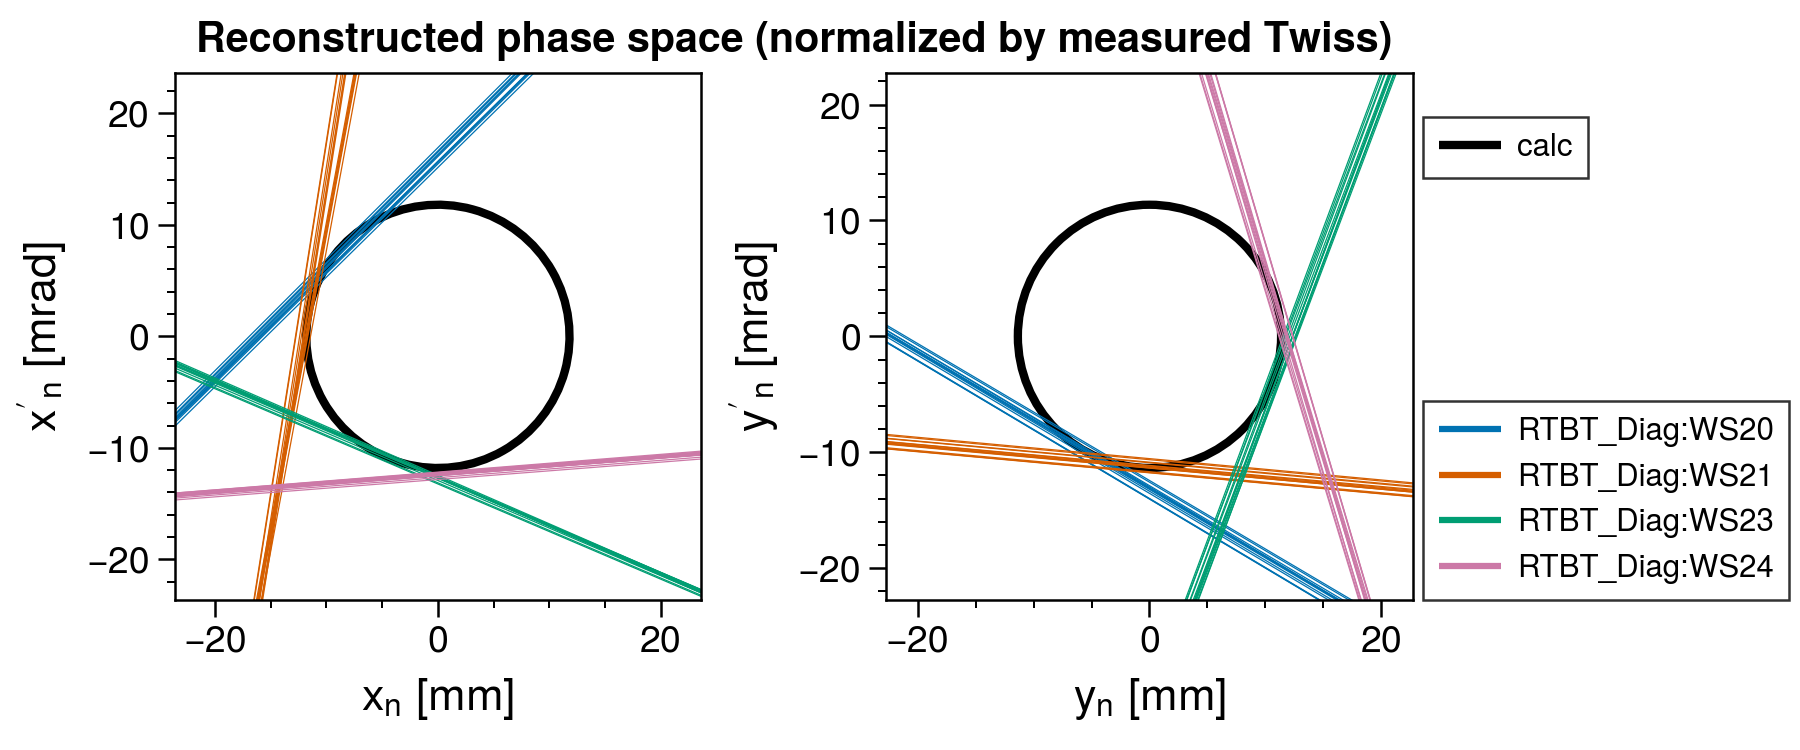 Reconstructed phase space (normalized by measured Twiss)
20
10
0
−10
−20
x′n [mrad]
−20 0 20
xn [mm]
20
10
0
−10
−20
y′n [mrad]
−20 0 20
yn [mm]
calc
RTBT_Diag:WS20
RTBT_Diag:WS21
RTBT_Diag:WS23
RTBT_Diag:WS24